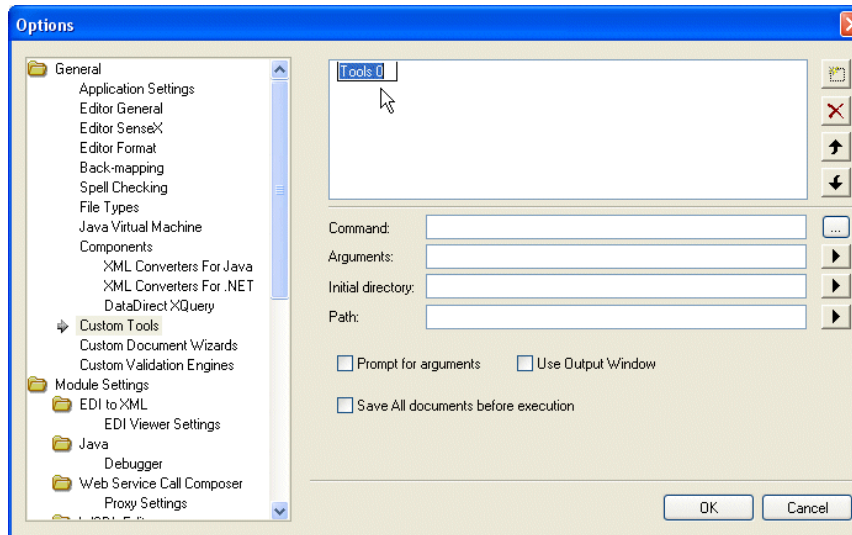 Options
General
Application Settings
Editor General
Editor SenseX
Editor Format
Back-mapping
Spell Checking
File Types
Java Virtual Machine
Components
XML Converters For Java
XML Converters For .NET
DataDirect XQuery
Custom Tools
Custom Document Wizards
Custom Validation Engines
Module Settings
EDI to XML
EDI Viewer Settings
Java
Debugger
Web Service Call Composer
Proxy Settings
Tools 0
Command:
...
Arguments:
Initial directory:
Path:
Prompt for arguments
Use Output Window
Save All documents before execution
OK
Cancel